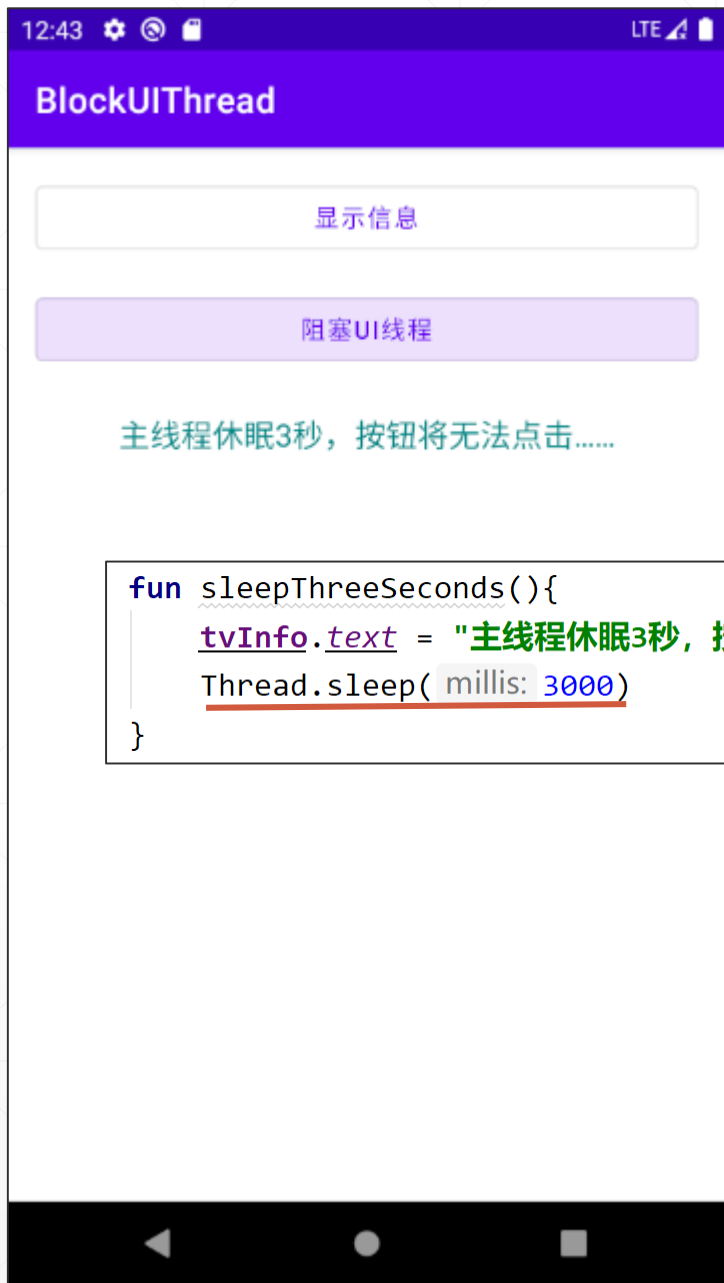 12:43 LTE
BlockUIThread
显示信息
阻塞UI线程
主线程休眠3秒，按钮将无法点击……
fun sleepThreeSeconds(){
tvInfo.text = "主线程休眠3秒，
Thread.sleep( millis: 3000)
}